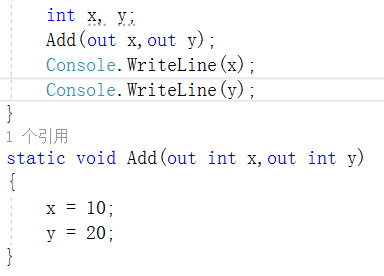 int x, y;
Add(out x,out y);
Console.WriteLine(x);
Console.WriteLine(y);
}
1 个引用
static void Add(out int x,out int y)
{
x = 10;
y = 20;
}